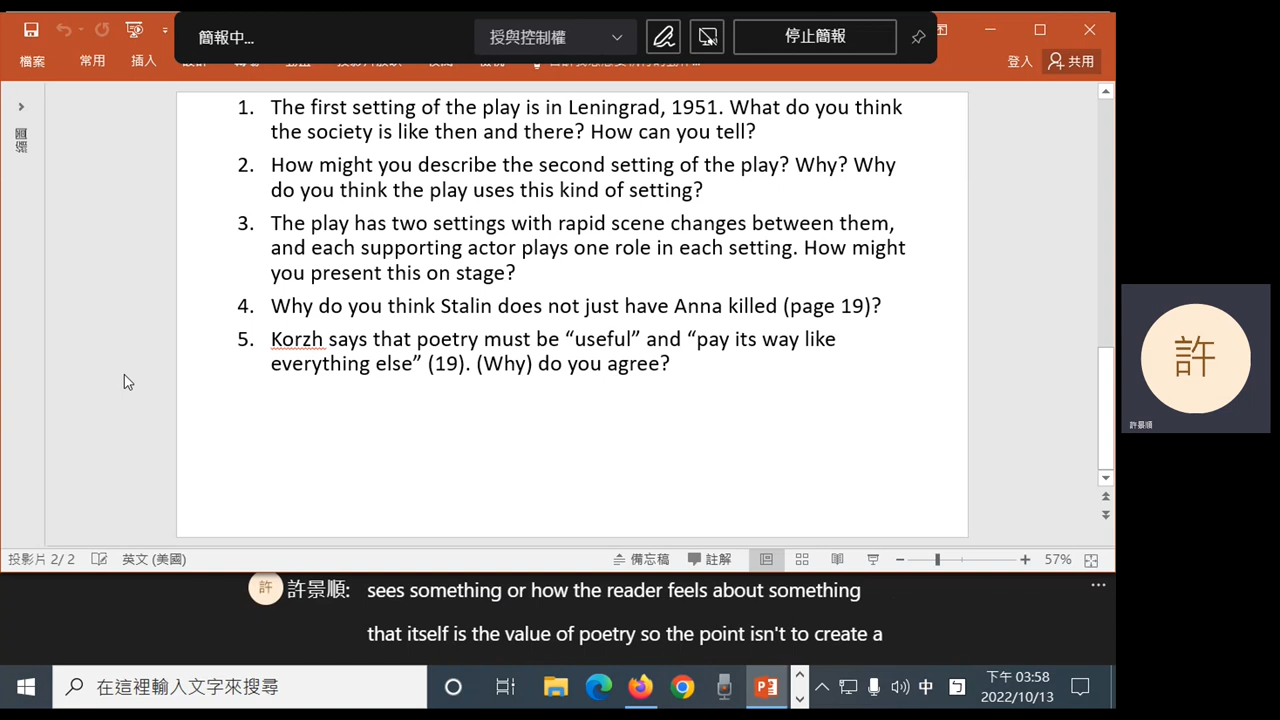 簡報中...
授與控制權
停止簡報
檔案
常用
插入
登入
共用
1. The first setting of the play is in Leningrad, 1951. What do you think
the society is like then and there? How can you tell?
2. How might you describe the second setting of the play? Why? Why
do you think the play uses this kind of setting?
3. The play has two settings with rapid scene changes between them,
and each supporting actor plays one role in each setting. How might
you present this on stage?
4. Why do you think Stalin does not just have Anna killed (page 19)?
5. Korzh says that poetry must be “useful” and “pay its way like
everything else” (19). (Why) do you agree?
許
許景順
投影片 2/ 2
英文 (美國)
備忘稿
註解
57%
許
許景順:
sees something or how the reader feels about something
that itself is the value of poetry so the point isn't to create a
在這裡輸入文字來搜尋
中
下午 03:58
2022/10/13